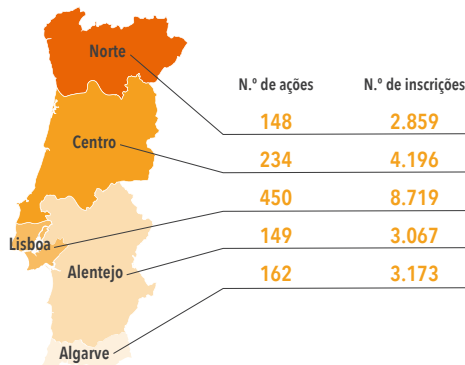 Norte
N.º de ações N.º de inscrições
148 2.859
Centro
234 4.196
450 8.719
Lisboa
149 3.067
Alentejo
162 3.173
Algarve